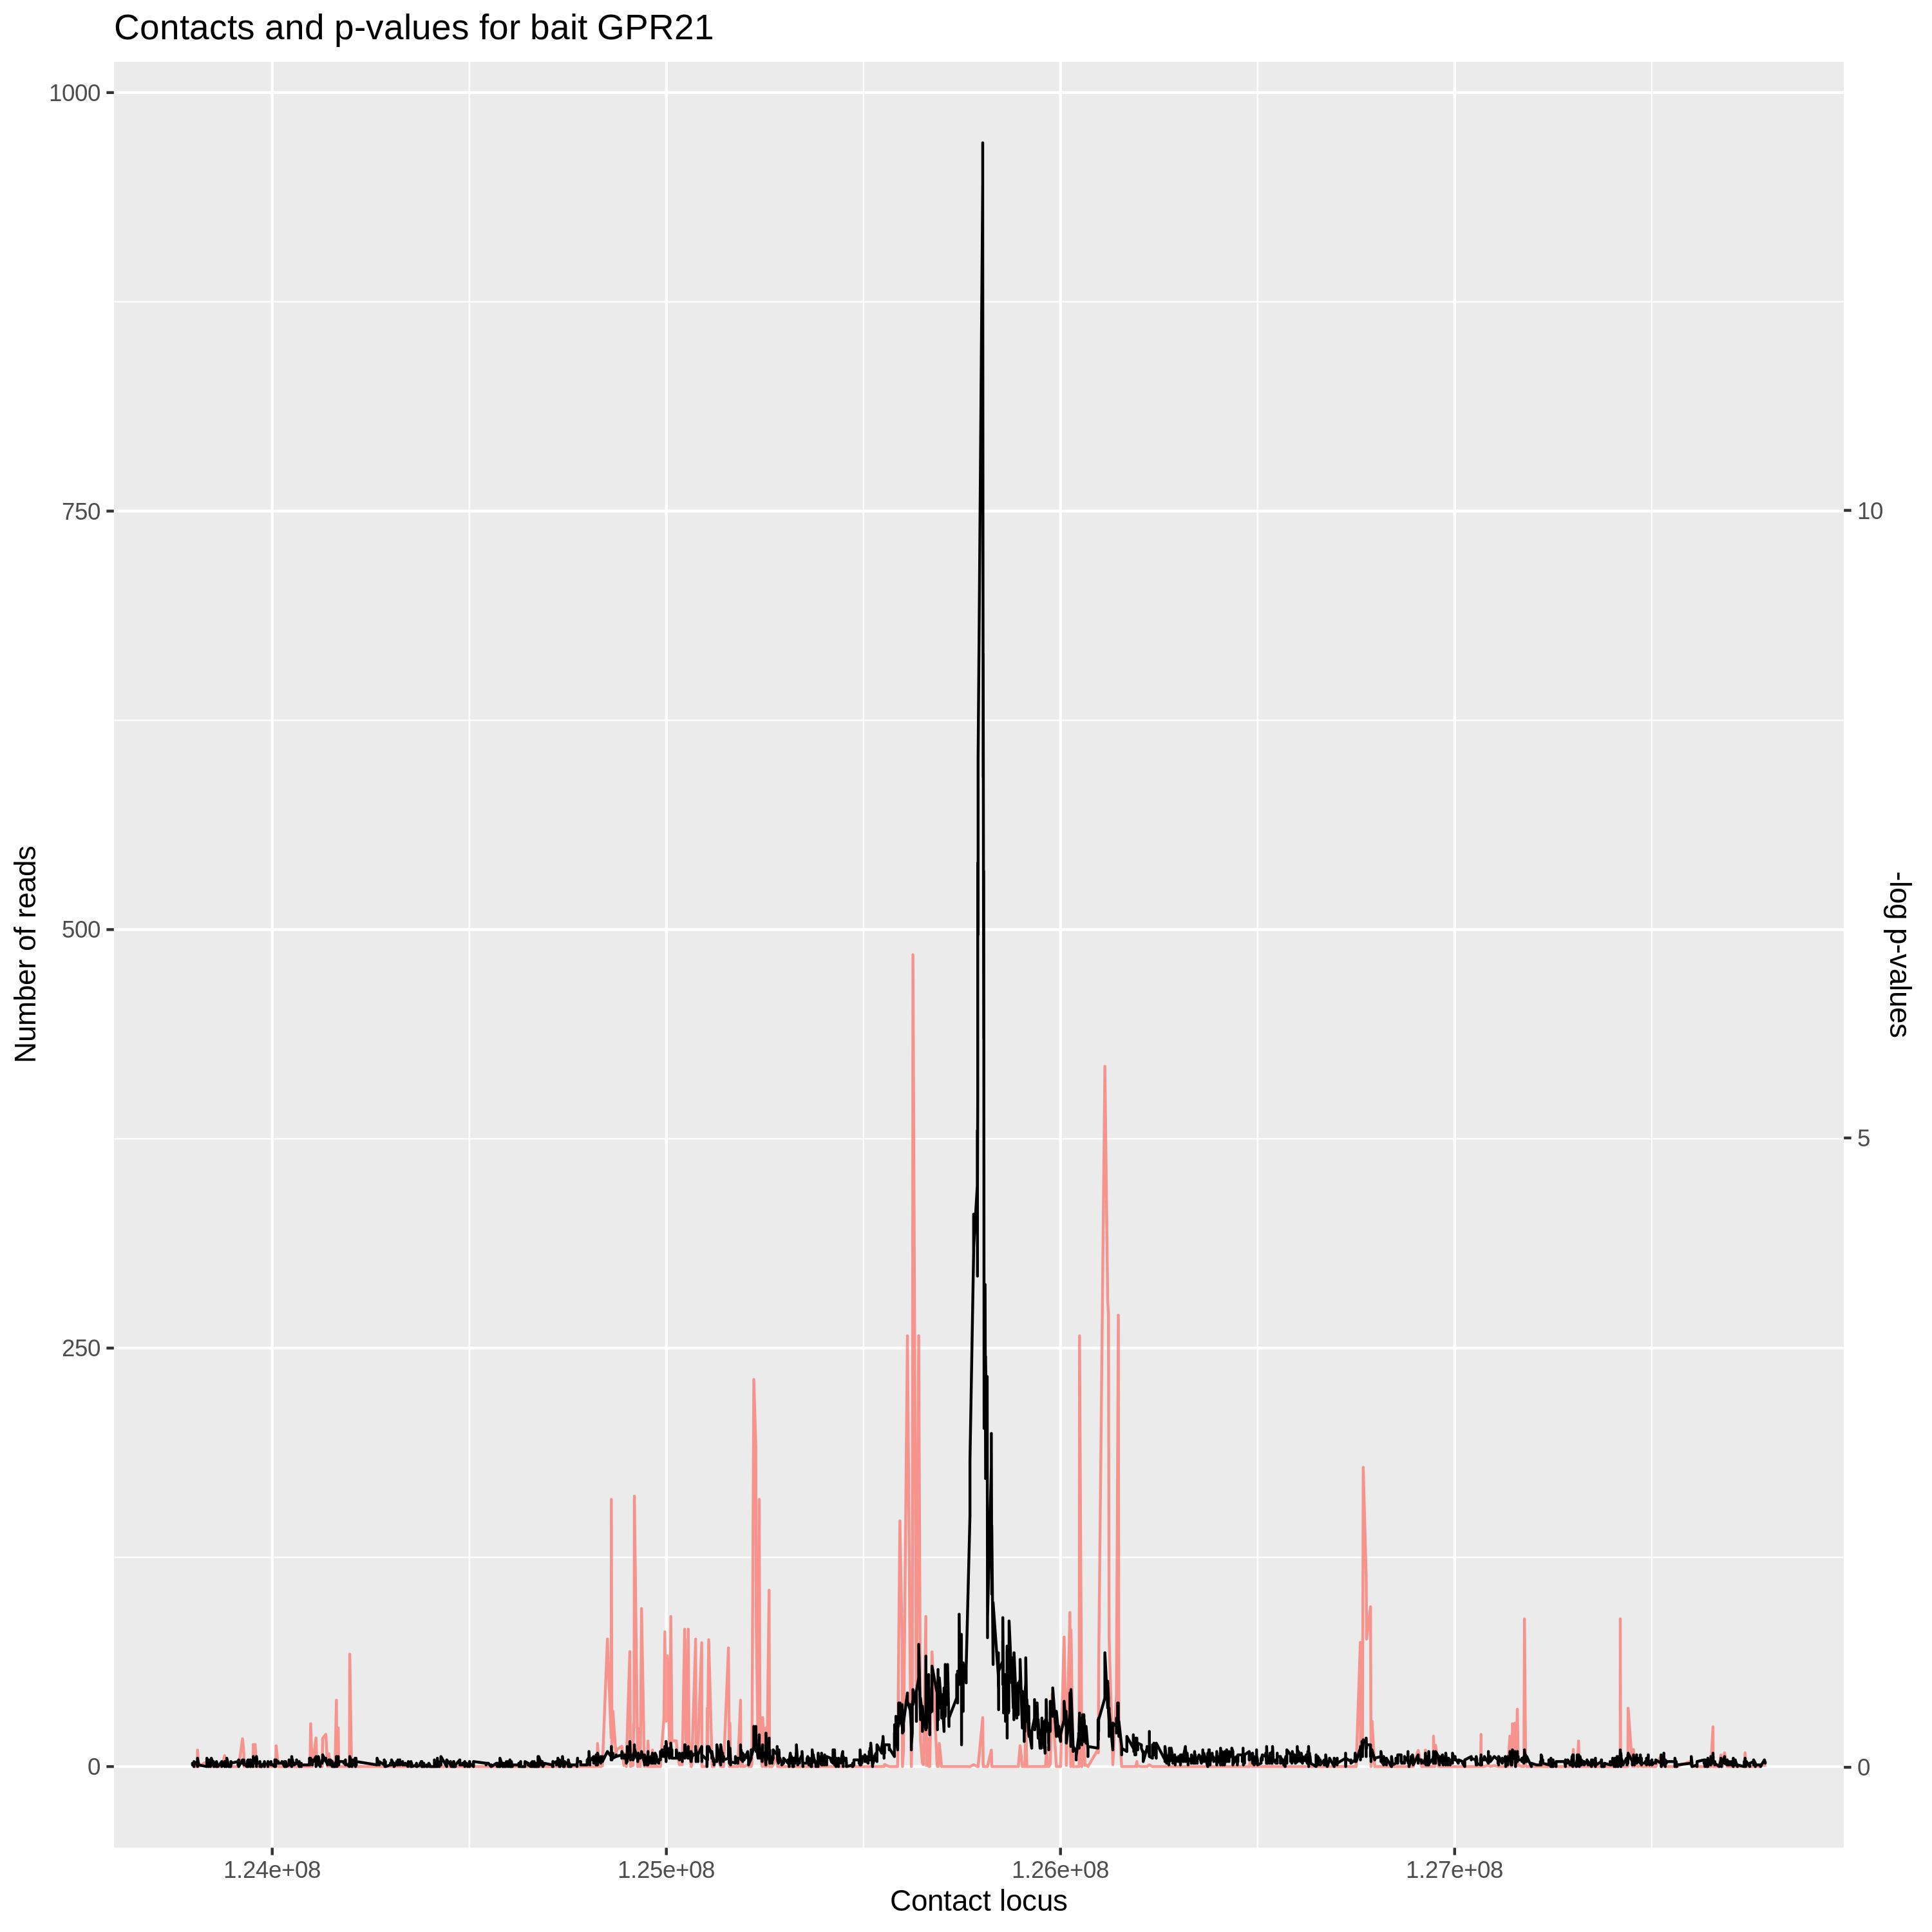 Contacts and p-values for bait GPR21
1000
750
500
250
0
Number of reads
10
5
0
-log p-values
1.24e+08
1.25e+08
1.26e+08
1.27e+08
Contact locus